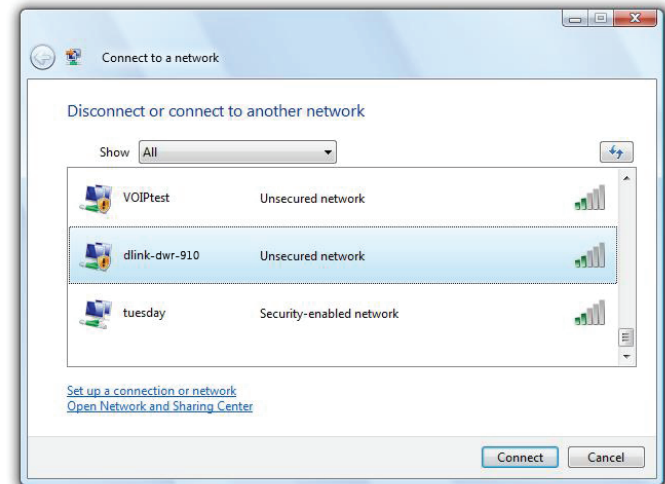 Connect to a network
Disconnect or connect to another network
Show All
VOIPtest Unsecured network
dlink-dwr-910 Unsecured network
tuesday Security-enabled network
Set up a connection or network
Open Network and Sharing Center
Connect Cancel